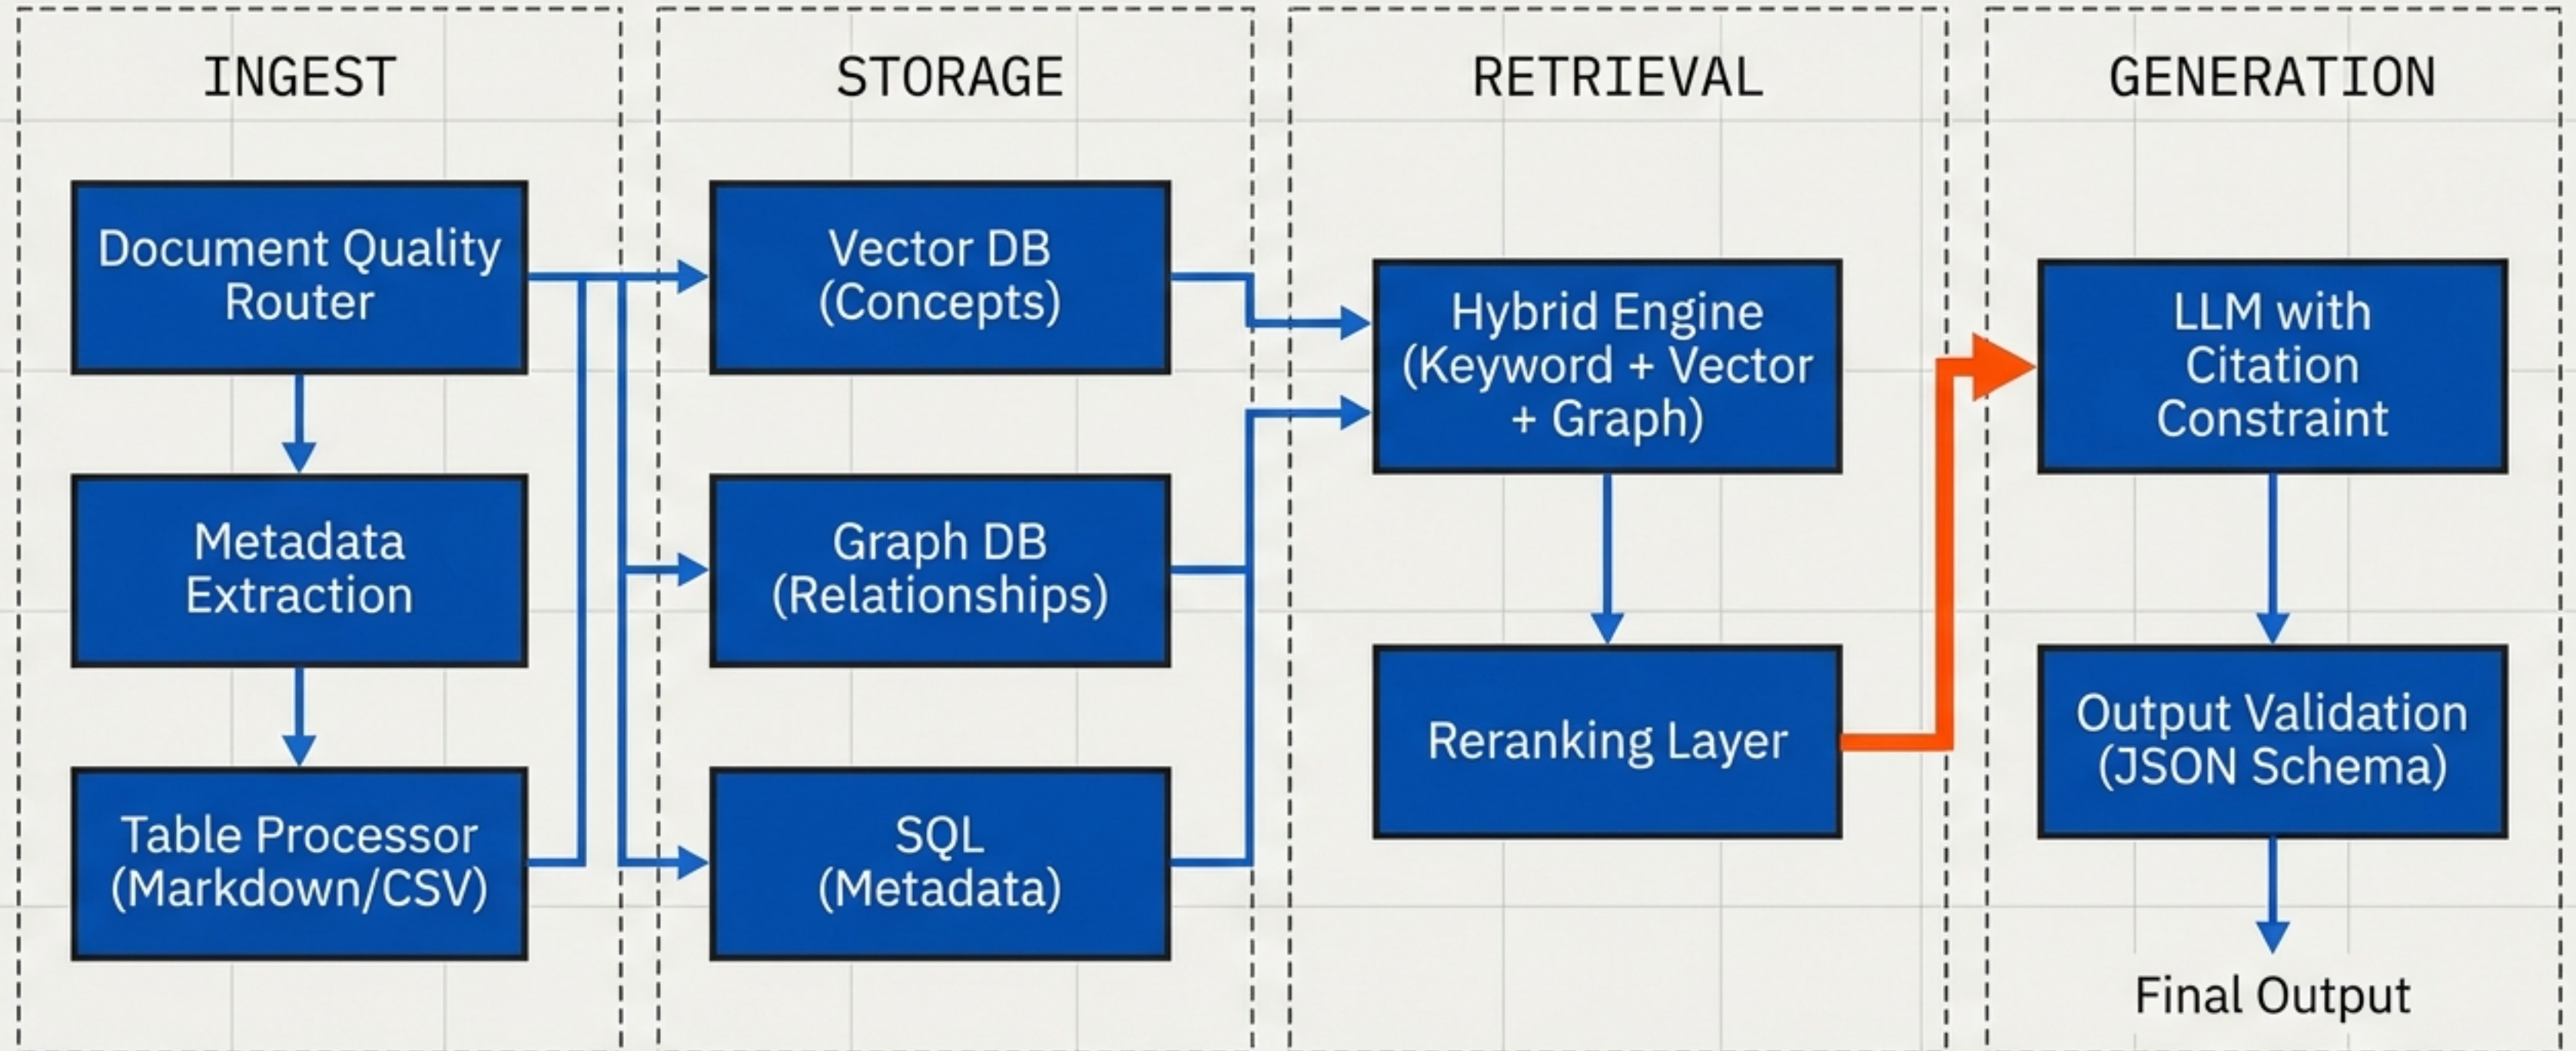 INGEST
Document Quality
Router
Metadata
Extraction
Table Processor
(Markdown/CSV)
STORAGE
Vector DB
(Concepts)
Graph DB
(Relationships)
SQL
(Metadata)
RETRIEVAL
Hybrid Engine
(Keyword + Vector
+ Graph)
Reranking Layer
GENERATION
LLM with
Citation
Constraint
Output Validation
(JSON Schema)
Final Output